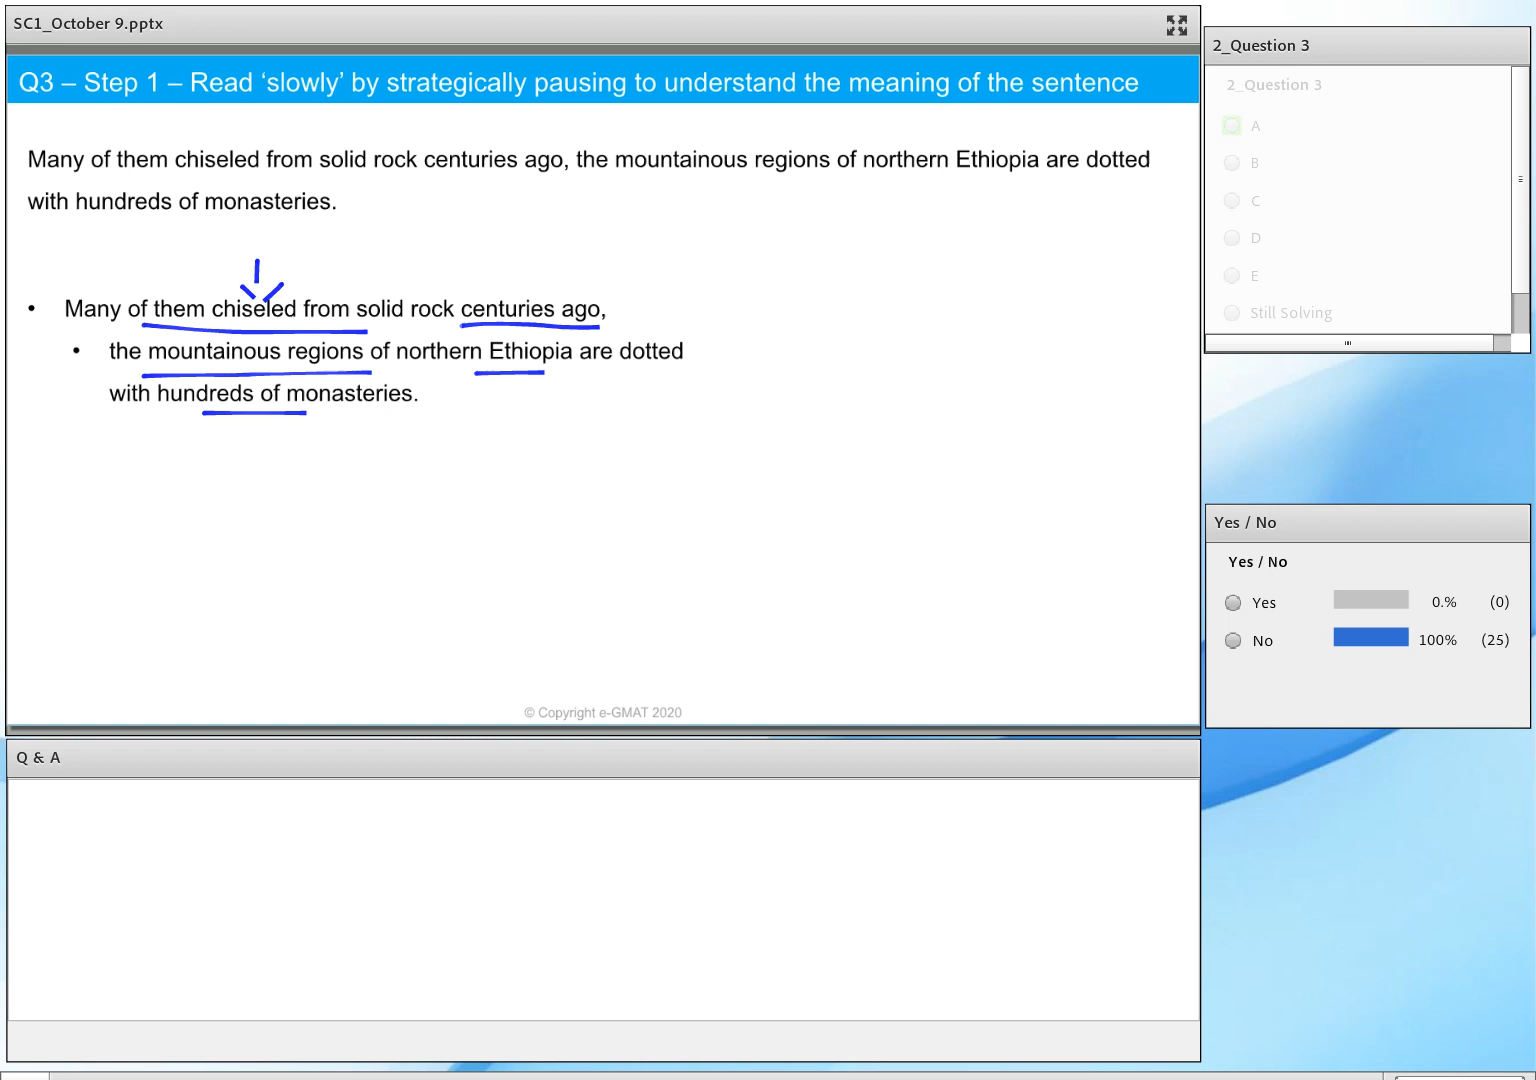 SC1_October 9.pptx
Q3 – Step 1 – Read ‘slowly’ by strategically pausing to understand the meaning of the sentence
Many of them chiseled from solid rock centuries ago, the mountainous regions of northern Ethiopia are dotted
with hundreds of monasteries.
• Many of them chiseled from solid rock centuries ago,
• the mountainous regions of northern Ethiopia are dotted
with hundreds of monasteries.
© Copyright e-GMAT 2020
Q & A
2_Question 3
2_Question 3
A
B
C
D
E
Still Solving
Yes / No
Yes / No
Yes 0.% (0)
No 100% (25)